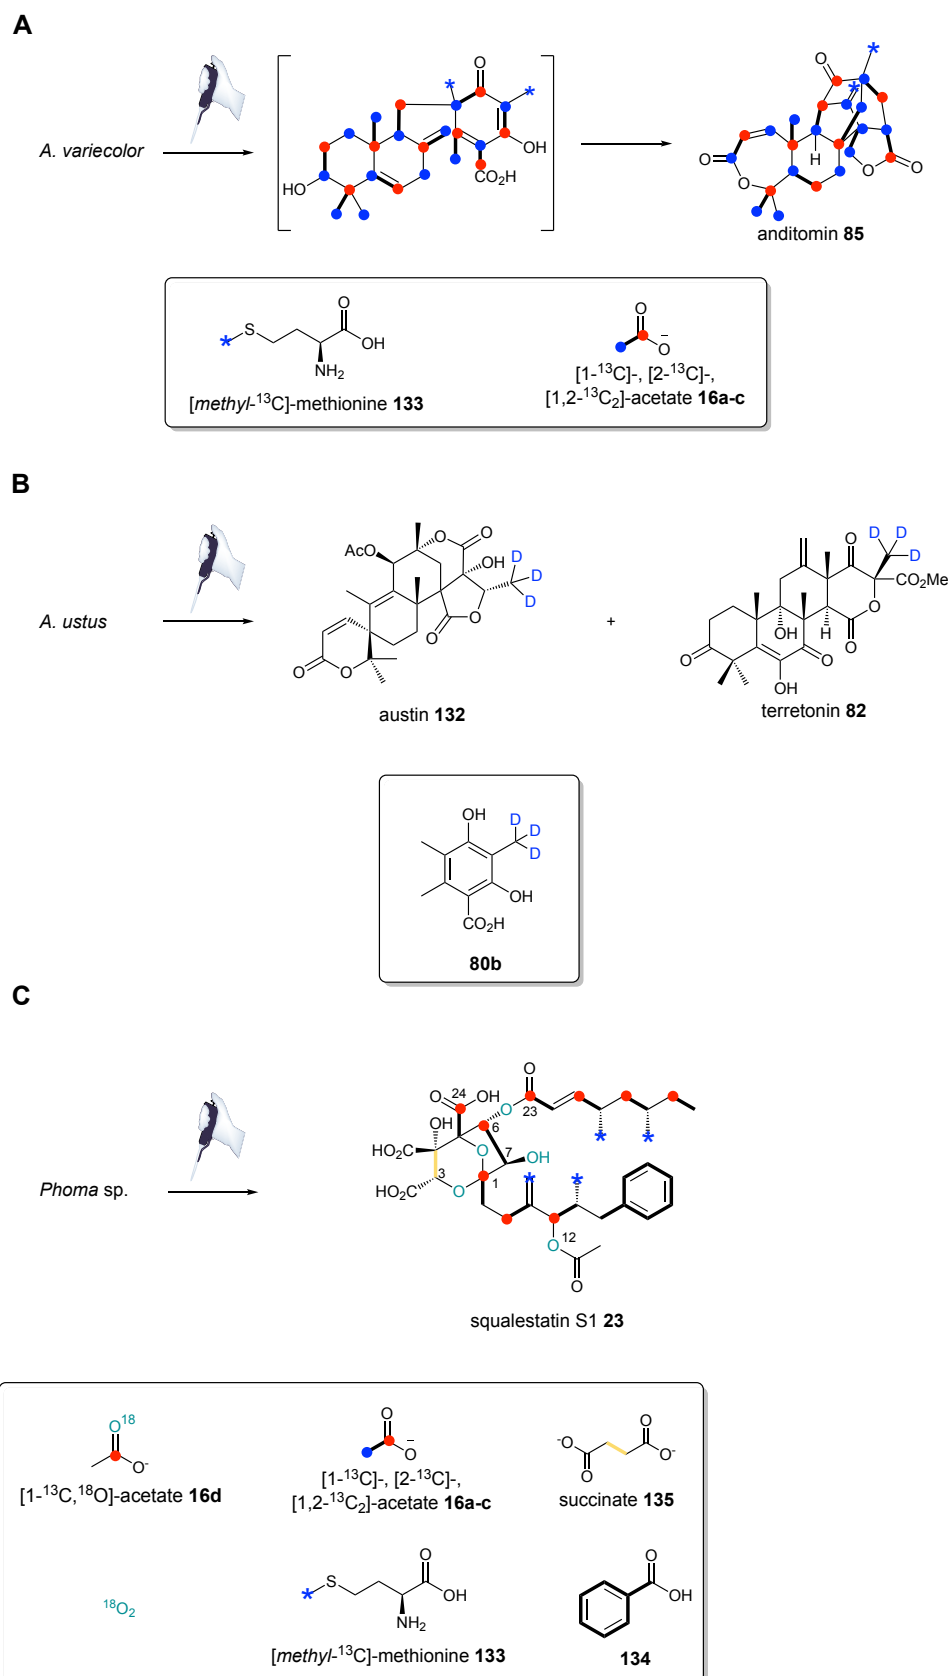 A
A. variecolor
O
HO
OH
CO₂H
*
*
O
O
O
H
O
O
*
*
anditomin 85
*
S
O
OH
NH₂
[methyl-¹³C]-methionine 133
O
O⁻
[1-¹³C]-, [2-¹³C]-,
[1,2-¹³C₂]-acetate 16a-c
B
A. ustus
AcO
O
O
OH
D
D
D
O
O
O
O
austin 132
+
O
D
D
D
CO₂Me
O
O
OH
H
O
O
OH
terretonin 82
OH
D
D
D
OH
CO₂H
80b
C
Phoma sp.
24
O
OH
OH
HO₂C
HO₂C
3
O
O
1
6
7
OH
O
O
23
*
*
*
*
12
O
O
squalestatin S1 23
O¹⁸
O⁻
[1-¹³C,¹⁸O]-acetate 16d
O
O⁻
[1-¹³C]-, [2-¹³C]-,
[1,2-¹³C₂]-acetate 16a-c
⁻O
O
O
O⁻
succinate 135
¹⁸O₂
*
S
O
OH
NH₂
[methyl-¹³C]-methionine 133
O
OH
134